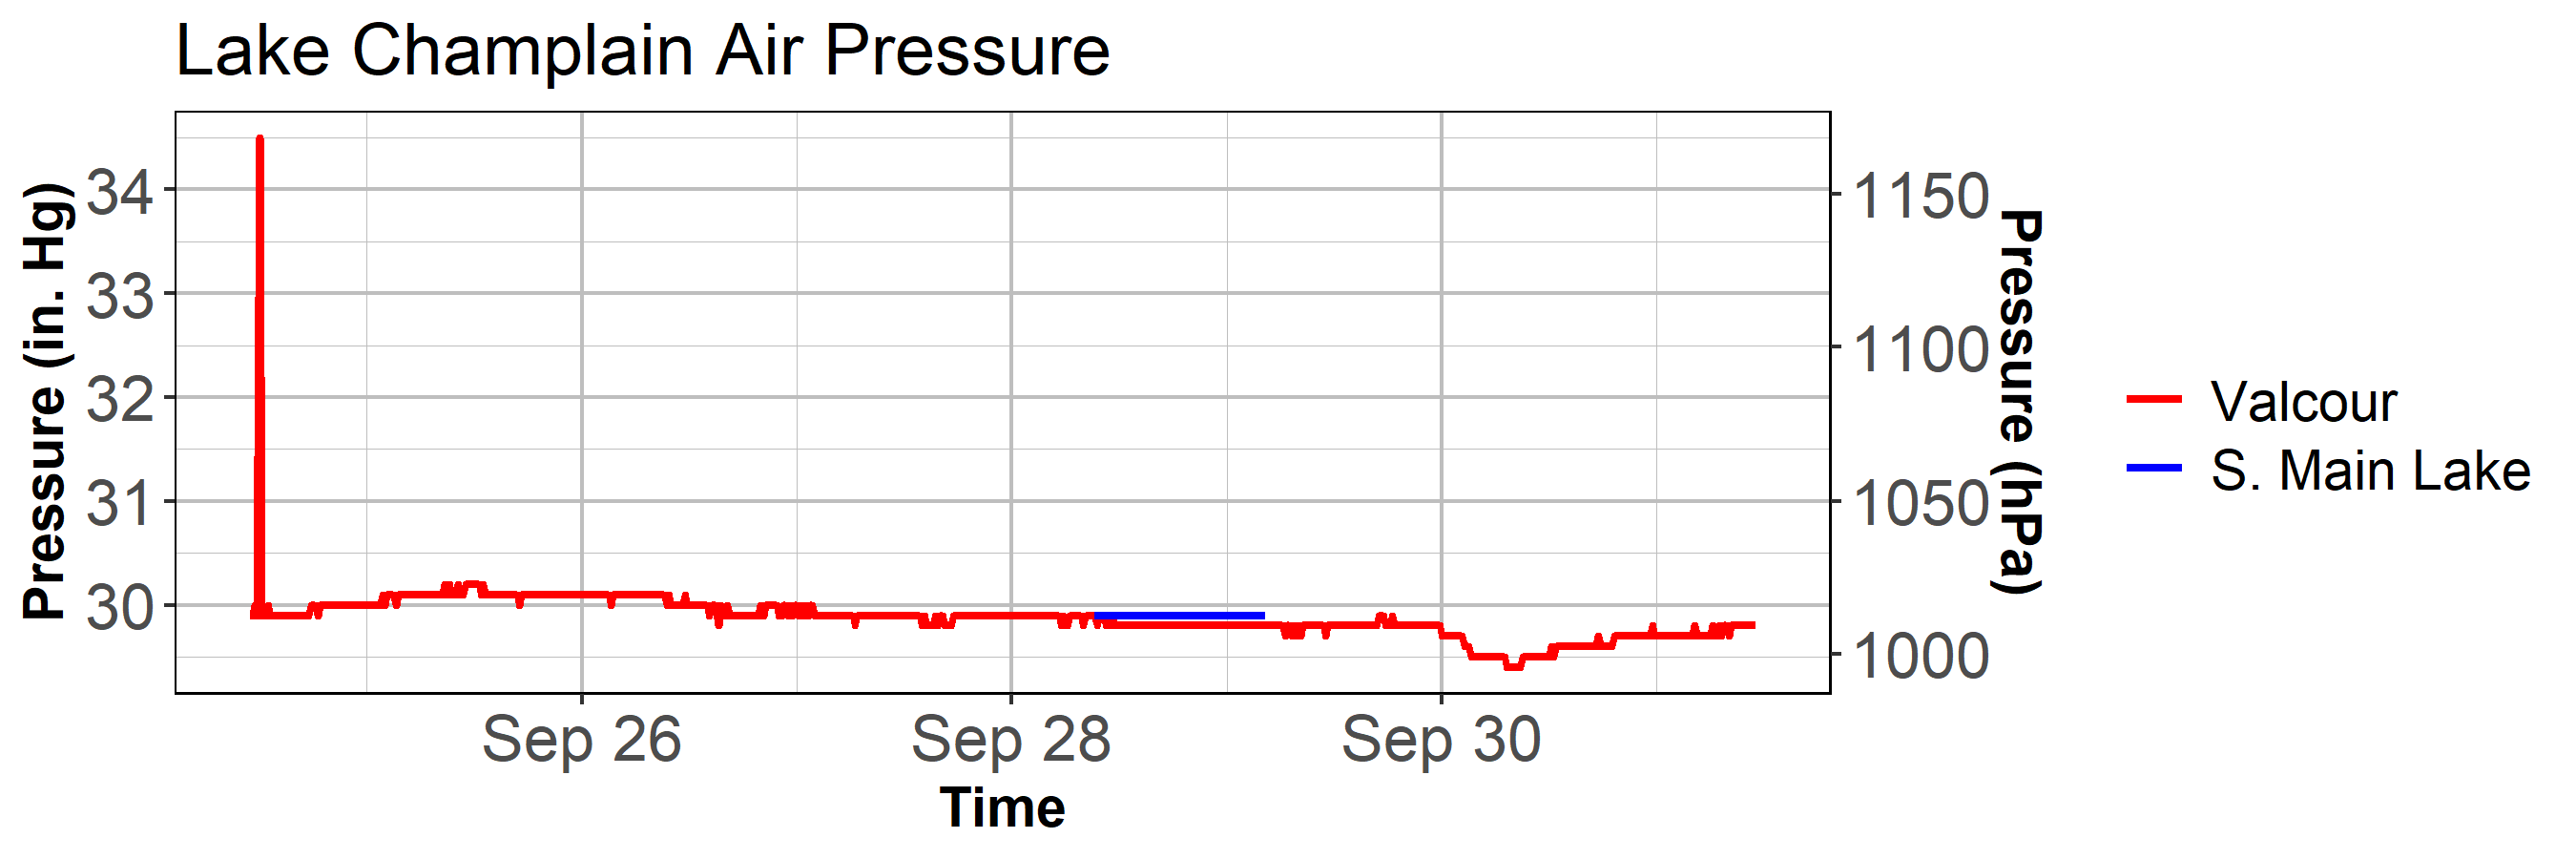 Lake Champlain Air Pressure
Pressure (in. Hg)
34
33
32
31
30
1150
1100
1050
1000
Pressure (hPa)
Valcour
S. Main Lake
Sep 26
Sep 28
Sep 30
Time